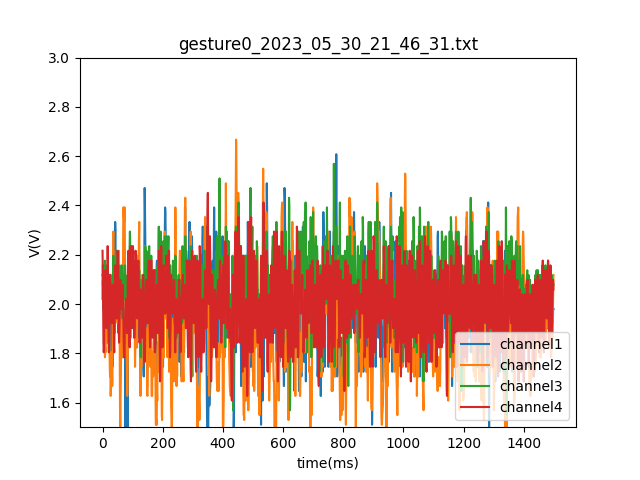 gesture0_2023_05_30_21_46_31.txt
V(V)
3.0
2.8
2.6
2.4
2.2
2.0
1.8
1.6
channel1
channel2
channel3
channel4
0 200 400 600 800 1000 1200 1400
time(ms)